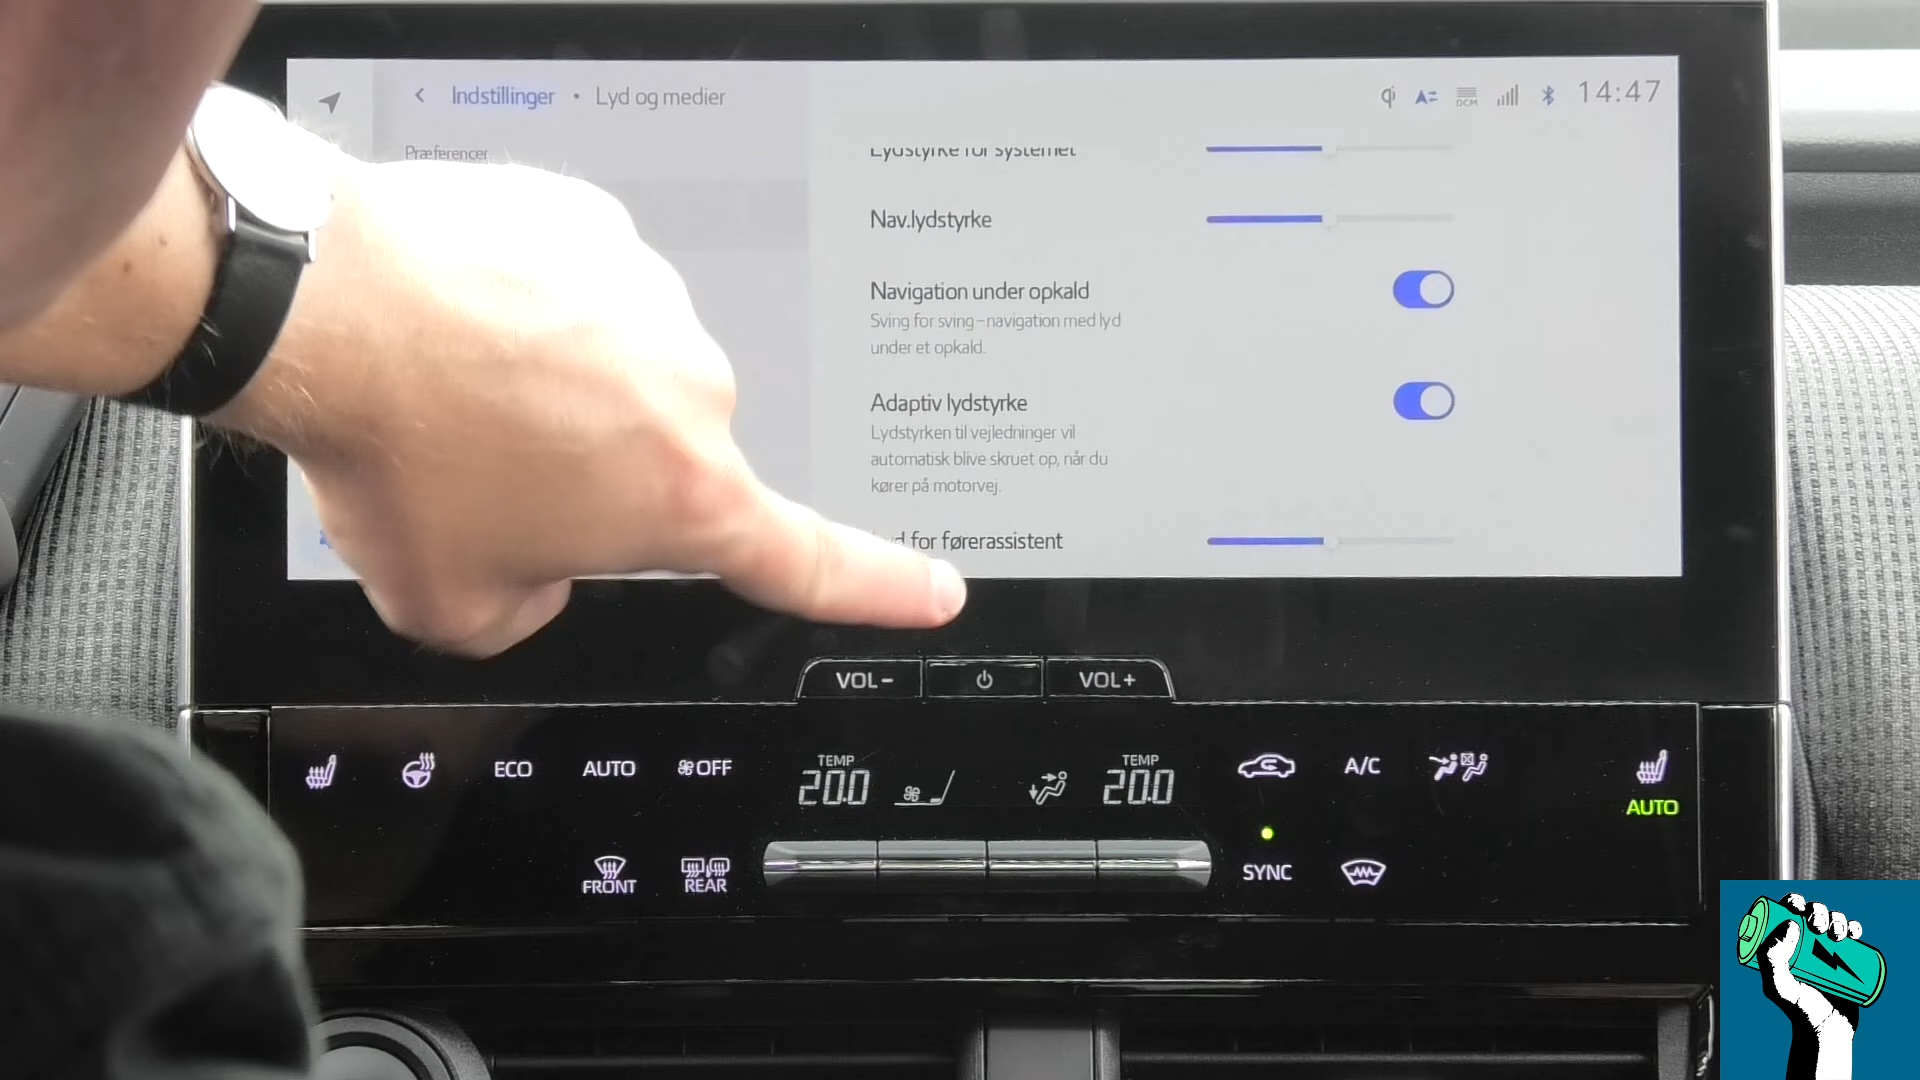 Indstillinger • Lyd og medier
14:47
DCM
Præferencer
Lydstyrke for systemet
Nav.lydstyrke
Navigation under opkald
Sving for sving-navigation med lyd
under et opkald.
Adaptiv lydstyrke
Lydstyrken til vejledninger vil
automatisk blive skruet op, når du
kører på motorvej.
for førerassistent
VOL- VOL+
ECO AUTO OFF TEMP 20.0 TEMP 20.0 A/C
AUTO
FRONT REAR SYNC